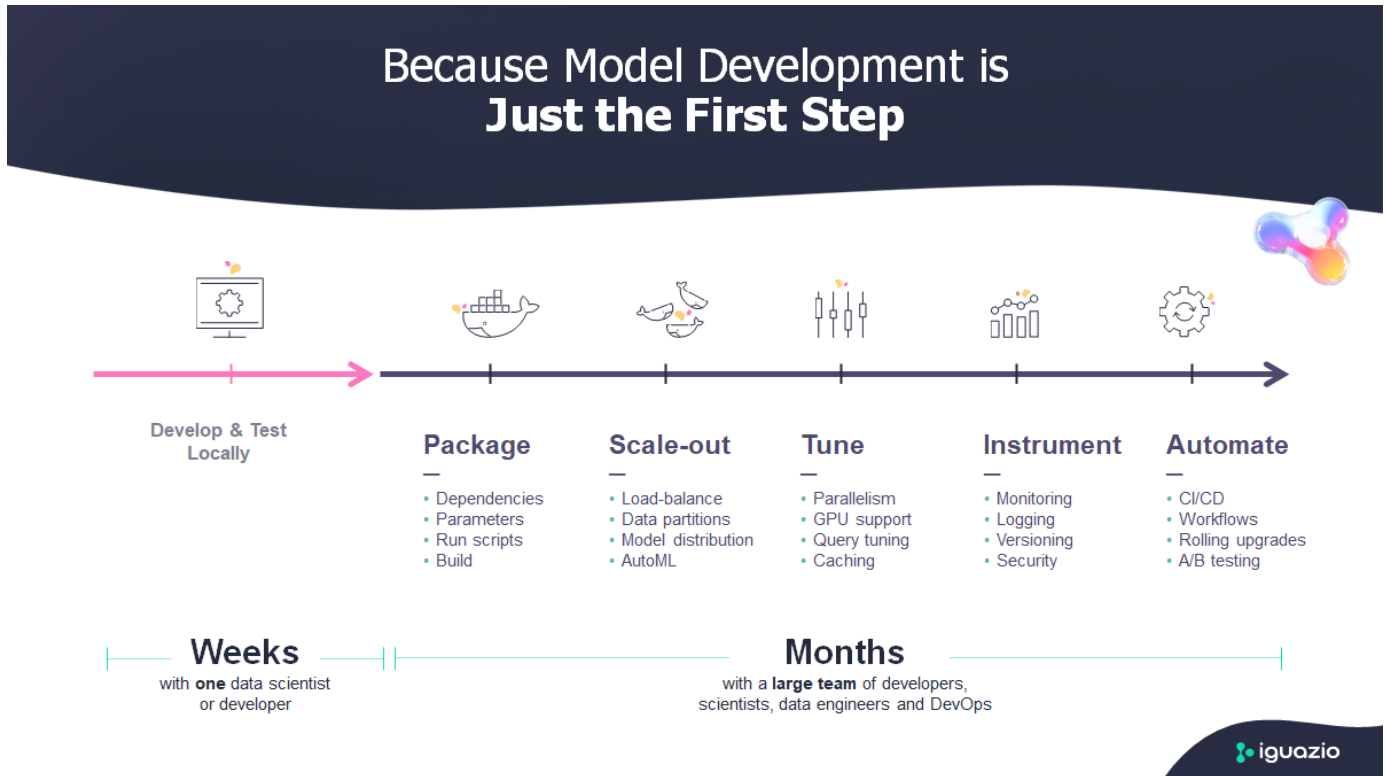 Because Model Development is
Just the First Step
Develop & Test
Locally
Package
• Dependencies
• Parameters
• Run scripts
• Build
Scale-out
• Load-balance
• Data partitions
• Model distribution
• AutoML
Tune
• Parallelism
• GPU support
• Query tuning
• Caching
Instrument
• Monitoring
• Logging
• Versioning
• Security
Automate
• CI/CD
• Workflows
• Rolling upgrades
• A/B testing
Weeks
with one data scientist
or developer
Months
with a large team of developers,
scientists, data engineers and DevOps
iguazio